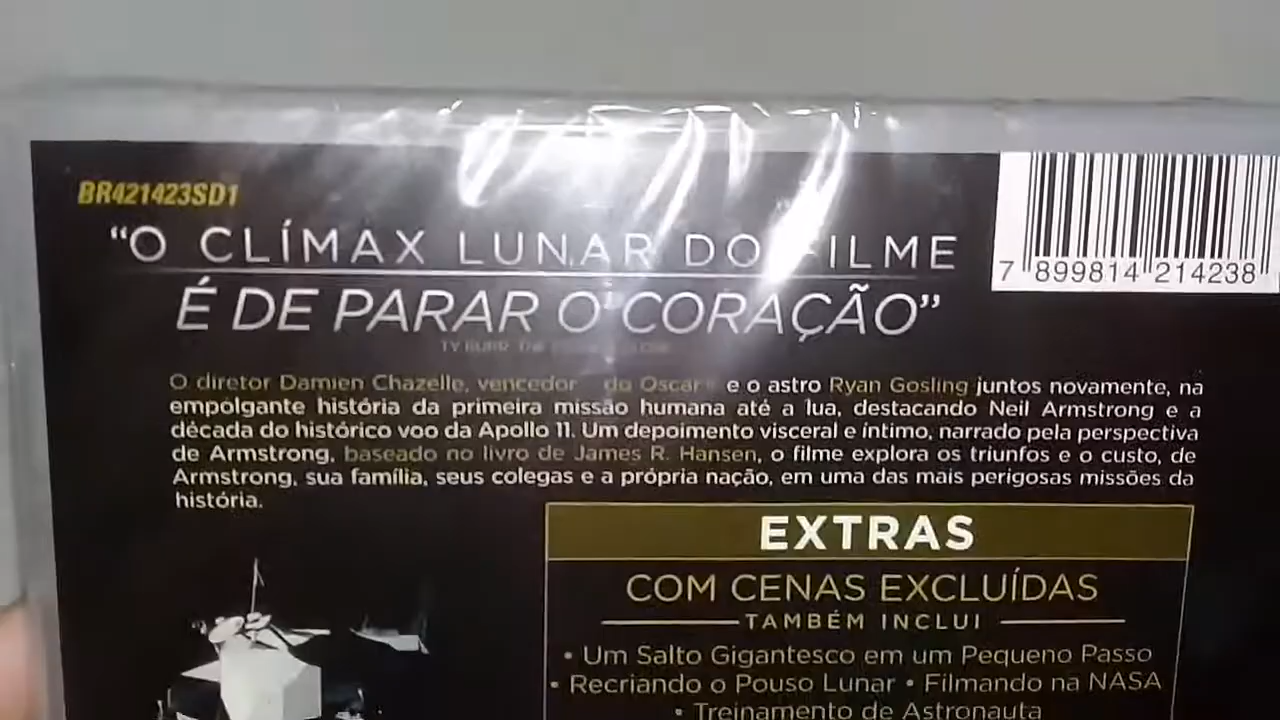 BR421423SD1
"O CLÍMAX LUNAR DO FILME
É DE PARAR O CORAÇÃO"
7 899814 214238
O diretor Damien Chazelle, vencedor do Oscar e o astro Ryan Gosling juntos novamente, na
empolgante história da primeira missão humana até a lua, destacando Neil Armstrong e a
década do histórico voo da Apollo 11. Um depoimento visceral e íntimo, narrado pela perspectiva
de Armstrong, baseado no livro de James R. Hansen, o filme explora os triunfos e o custo, de
Armstrong, sua família, seus colegas e a própria nação, em uma das mais perigosas missões da
história.
EXTRAS
COM CENAS EXCLUÍDAS
TAMBÉM INCLUI
• Um Salto Gigantesco em um Pequeno Passo
• Recriando o Pouso Lunar • Filmando na NASA
• Treinamento de Astronauta